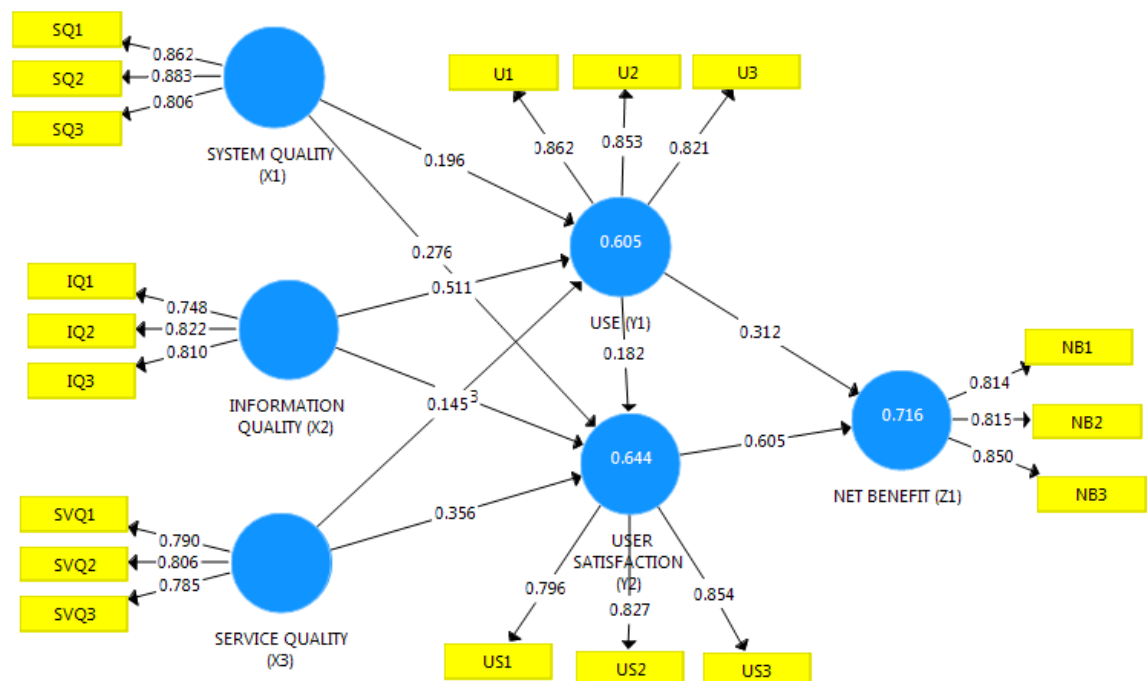 SQ1
0.862
SQ2
0.883
SQ3
0.806
SYSTEM QUALITY
(X1)
U1
U2
U3
0.862
0.853
0.821
0.196
0.276
0.605
USE (Y1)
IQ1
0.748
IQ2
0.822
IQ3
0.810
INFORMATION
QUALITY (X2)
0.511
0.182
0.312
0.145
SVQ1
0.790
SVQ2
0.806
SVQ3
0.785
SERVICE QUALITY
(X3)
0.356
0.644
USER
SATISFACTION
(Y2)
0.605
0.716
NET BENEFIT (Z1)
NB1
0.814
NB2
0.815
NB3
0.850
0.796
0.827
0.854
US1
US2
US3